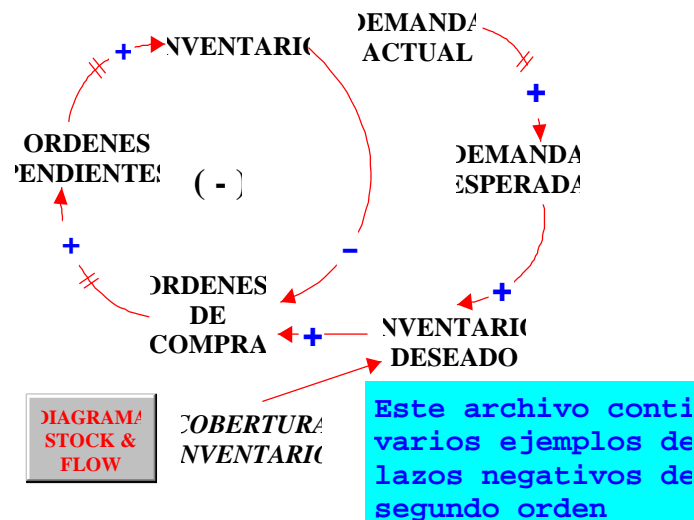 +
NVENTARIO
DEMANDA
ACTUAL
+
ORDENES
PENDIENTES
( - )
DEMANDA
ESPERADA
+
-
+
ORDENES
DE
COMPRA
+
NVENTARIO
DESEADO
DIAGRAMA
STOCK &
FLOW
COBERTURA
NVENTARIO
Este archivo conti
varios ejemplos de
lazos negativos de
segundo orden